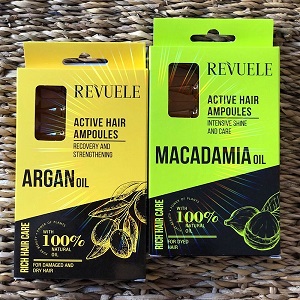 REVUELE
ACTIVE HAIR
AMPOULES
RECOVERY AND
STRENGTHENING
ARGAN OIL
RICH HAIR CARE
WITH
100%
NATURAL
OIL
FOR DAMAGED AND
DRY HAIR
REVUELE
ACTIVE HAIR
AMPOULES
INTENSIVE SHINE
AND CARE
MACADAMIA OIL
RICH HAIR CARE
WITH
100%
NATURAL
OIL
FOR DYED
HAIR